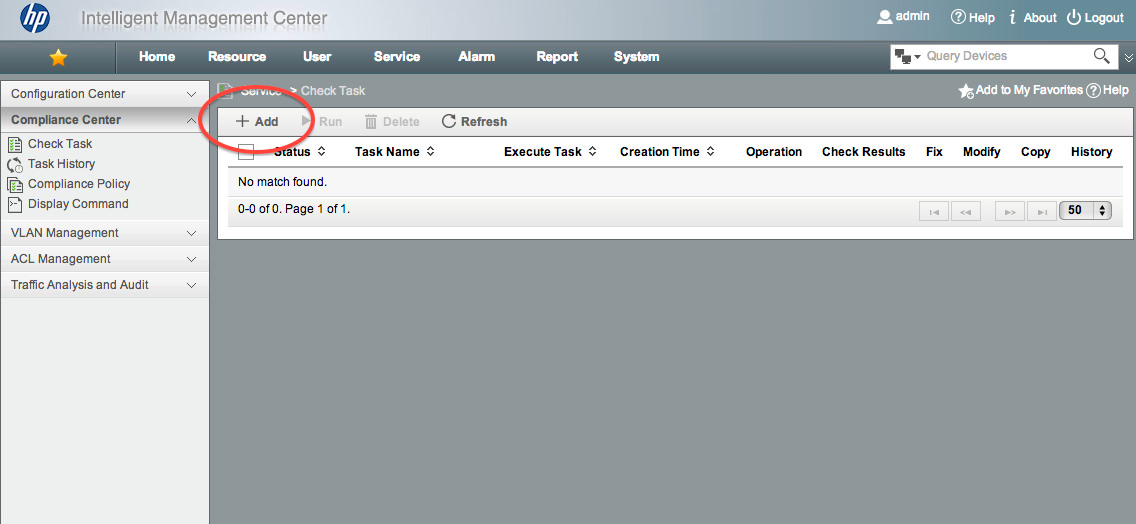 hp Intelligent Management Center admin Help i About Logout
Home Resource User Service Alarm Report System Query Devices
Configuration Center
Compliance Center
Check Task
Task History
Compliance Policy
Display Command
VLAN Management
ACL Management
Traffic Analysis and Audit
Service > Check Task Add to My Favorites ? Help
+ Add Run Delete Refresh
Status Task Name Execute Task Creation Time Operation Check Results Fix Modify Copy History
No match found.
0-0 of 0. Page 1 of 1. 50